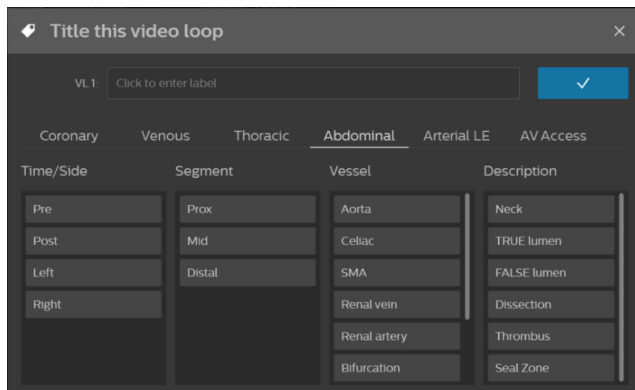 Title this video loop
VL 1: Click to enter label
Coronary Venous Thoracic Abdominal Arterial LE AV Access
Time/Side Segment Vessel Description
Pre Prox Aorta Neck
Post Mid Celiac TRUE lumen
Left Distal SMA FALSE lumen
Right Renal vein Dissection
Renal artery Thrombus
Bifurcation Seal Zone